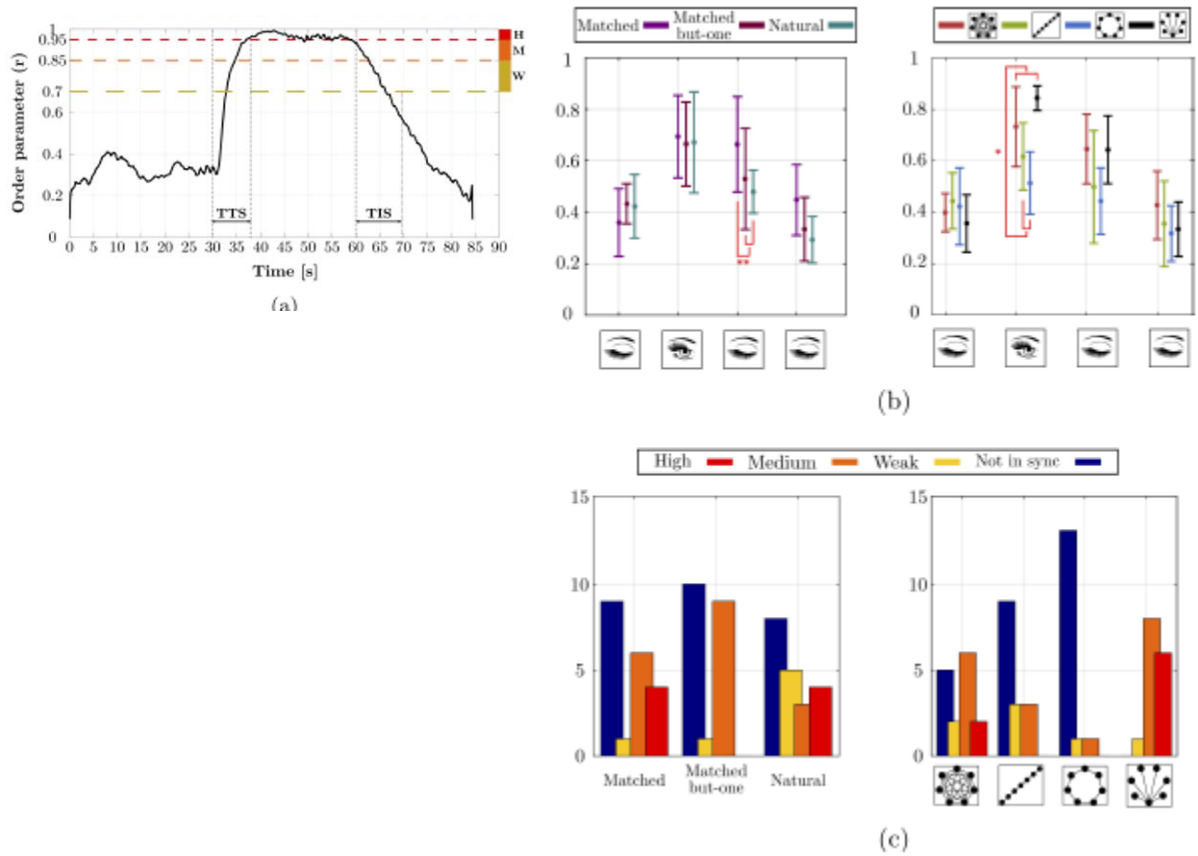 1
0.95
0.85
0.7
0.6
0.4
0.2
0
Order parameter (r)
H
M
W
TTS
TIS
0 5 10 15 20 25 30 35 40 45 50 55 60 65 70 75 80 85 90
Time [s]
(a)
Matched Matched but-one Natural
1
0.8
0.6
0.4
0.2
0
**
1
0.8
0.6
0.4
0.2
0
*
(b)
High Medium Weak Not in sync
15
10
5
0
Matched Matched but-one Natural
15
10
5
0
(c)